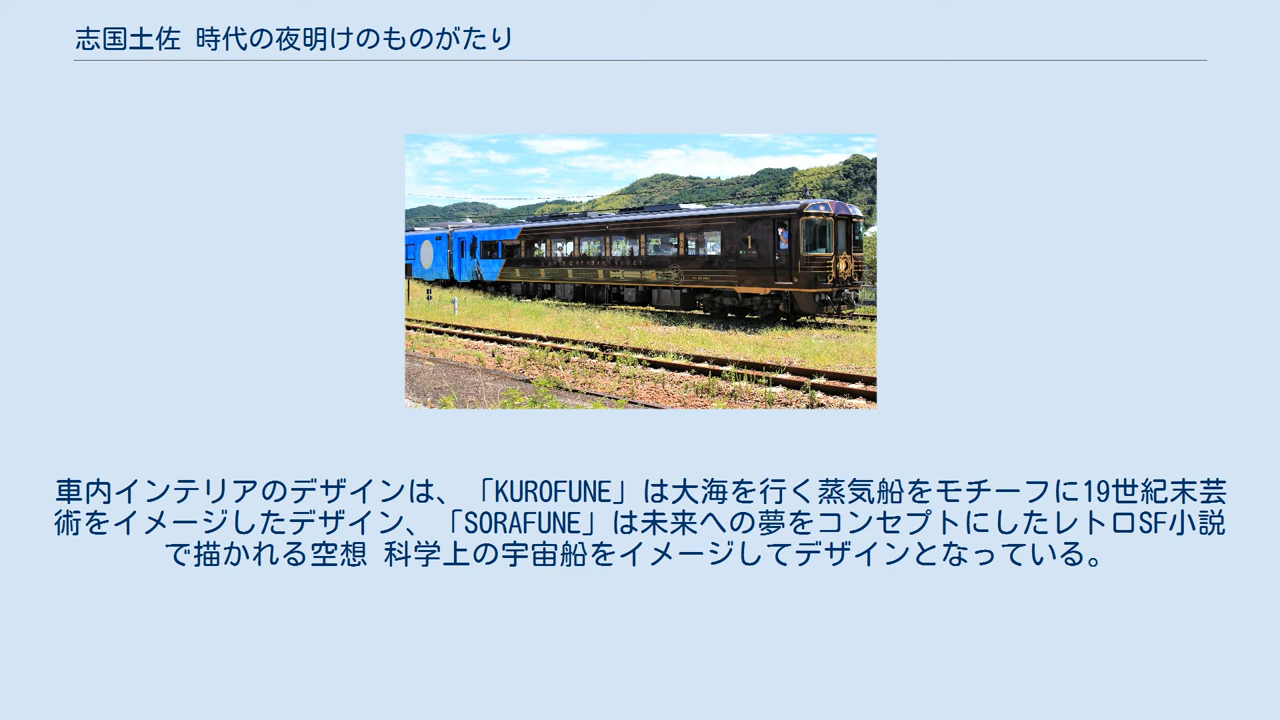 志国土佐 時代の夜明けのものがたり
1
車内インテリアのデザインは、「KUROFUNE」は大海を行く蒸気船をモチーフに19世紀末芸
術をイメージしたデザイン、「SORAFUNE」は未来への夢をコンセプトにしたレトロSF小説
で描かれる空想 科学上の宇宙船をイメージしてデザインとなっている。